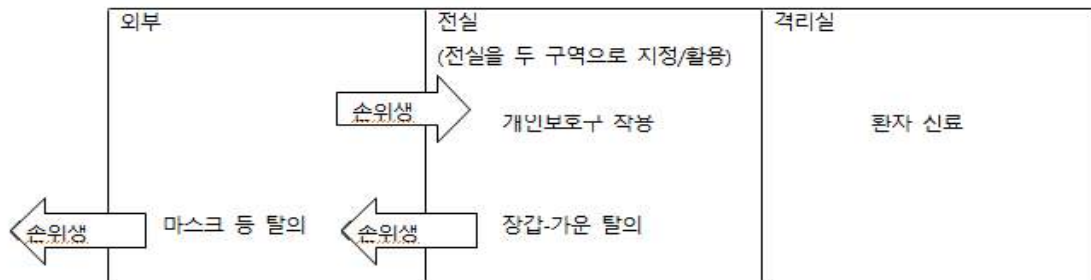 외부
전실
(전실을 두 구역으로 지정/활용)
격리실
손위생
개인보호구 착용
환자 진료
손위생
마스크 등 탈의
손위생
장갑-가운 탈의